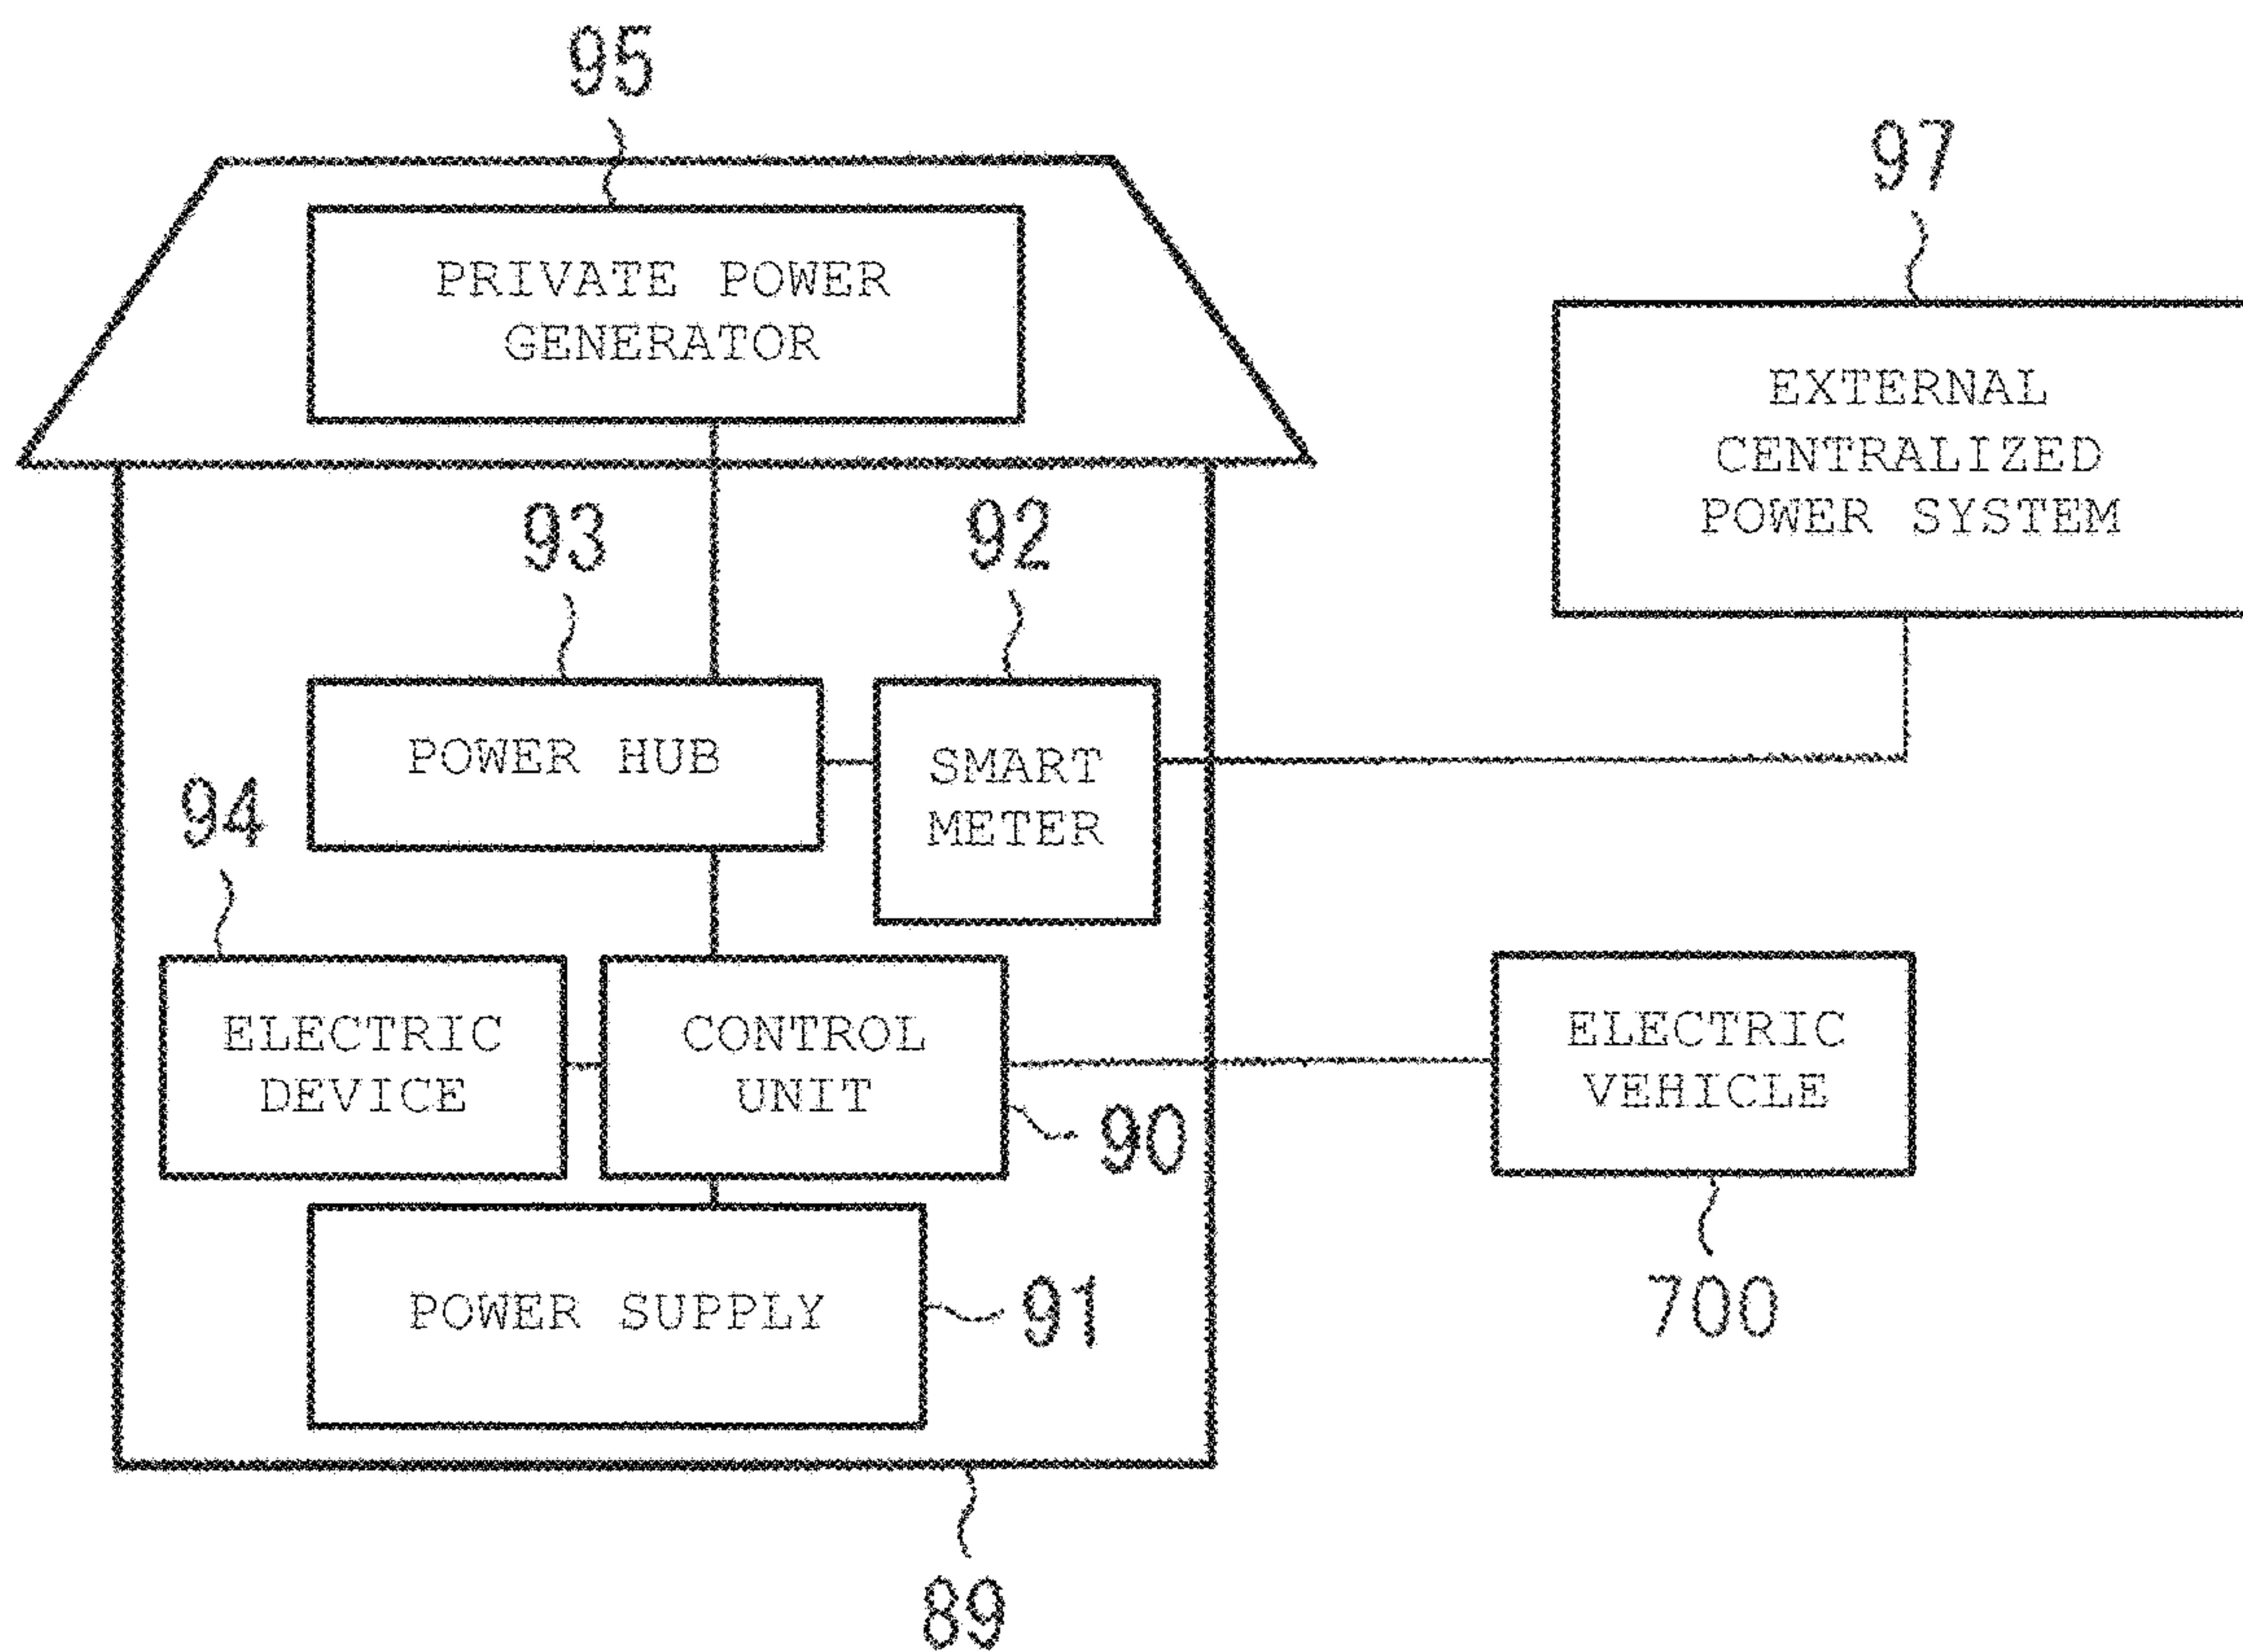 95
PRIVATE POWER
GENERATOR
97
EXTERNAL
CENTRALIZED
POWER SYSTEM
93
92
POWER HUB
SMART
METER
94
ELECTRIC
DEVICE
CONTROL
UNIT
90
ELECTRIC
VEHICLE
700
POWER SUPPLY
91
89